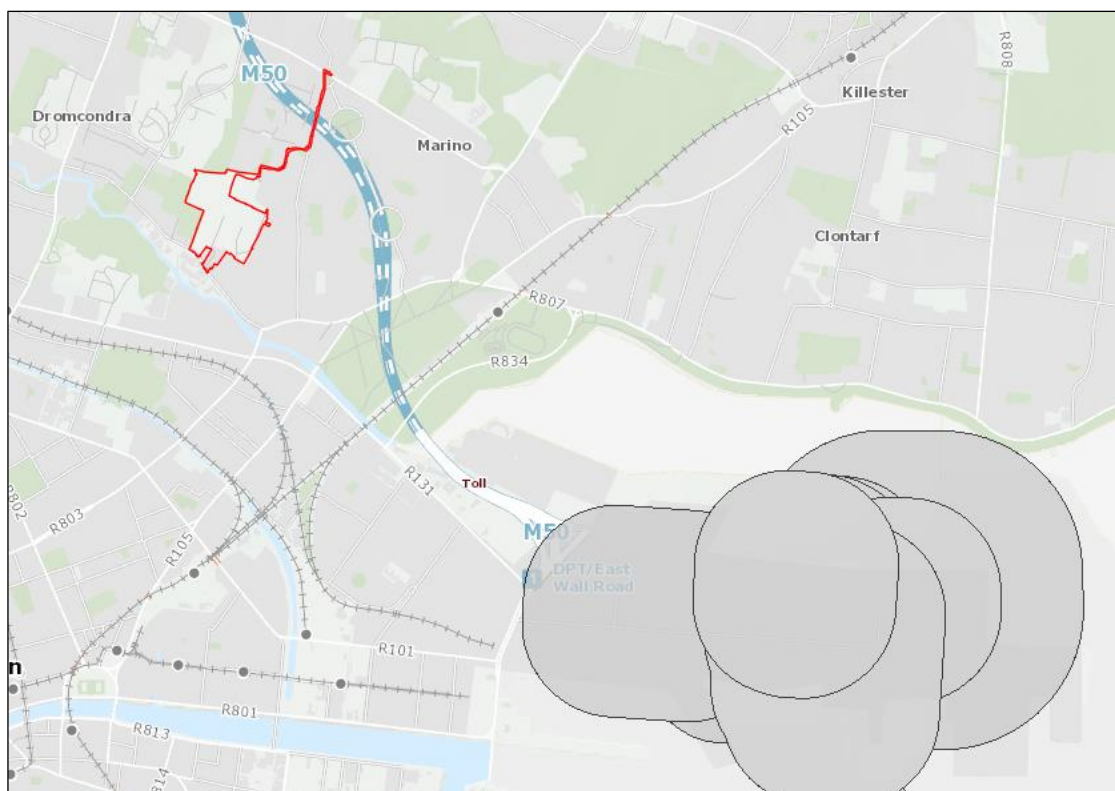 M50
R808
Killester
R105
Dromcondra
Marino
Clontarf
R807
R834
R131
Toll
R802
R803
R105
M50
DPT/East
Wall Road
R101
n
R801
R813
814